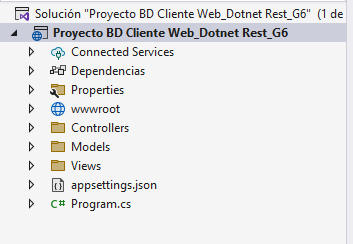 Solución "Proyecto BD Cliente Web_Dotnet Rest_G6" (1 de
Proyecto BD Cliente Web_Dotnet Rest_G6
Connected Services
Dependencias
Properties
wwwroot
Controllers
Models
Views
appsettings.json
C# Program.cs